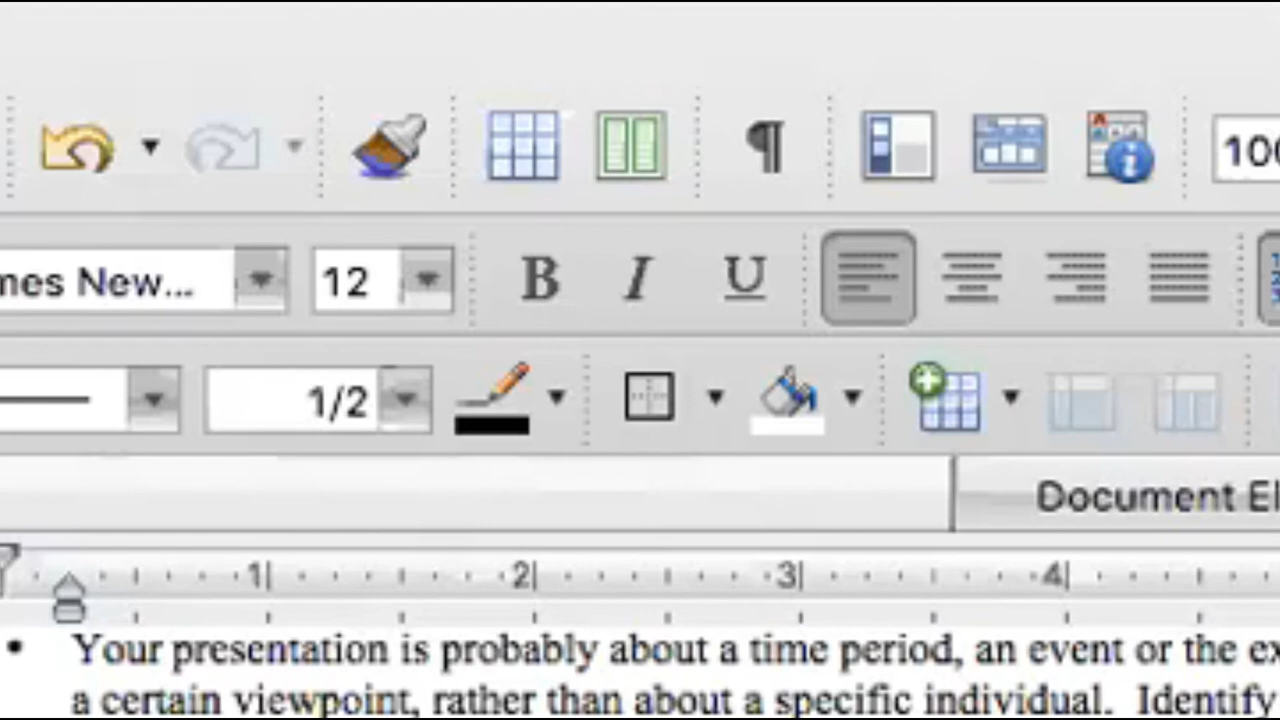 ¶ 100
mes New... 12 B I U
1/2
Document El
1 2 3 4
• Your presentation is probably about a time period, an event or the ex
a certain viewpoint, rather than about a specific individual. Identify